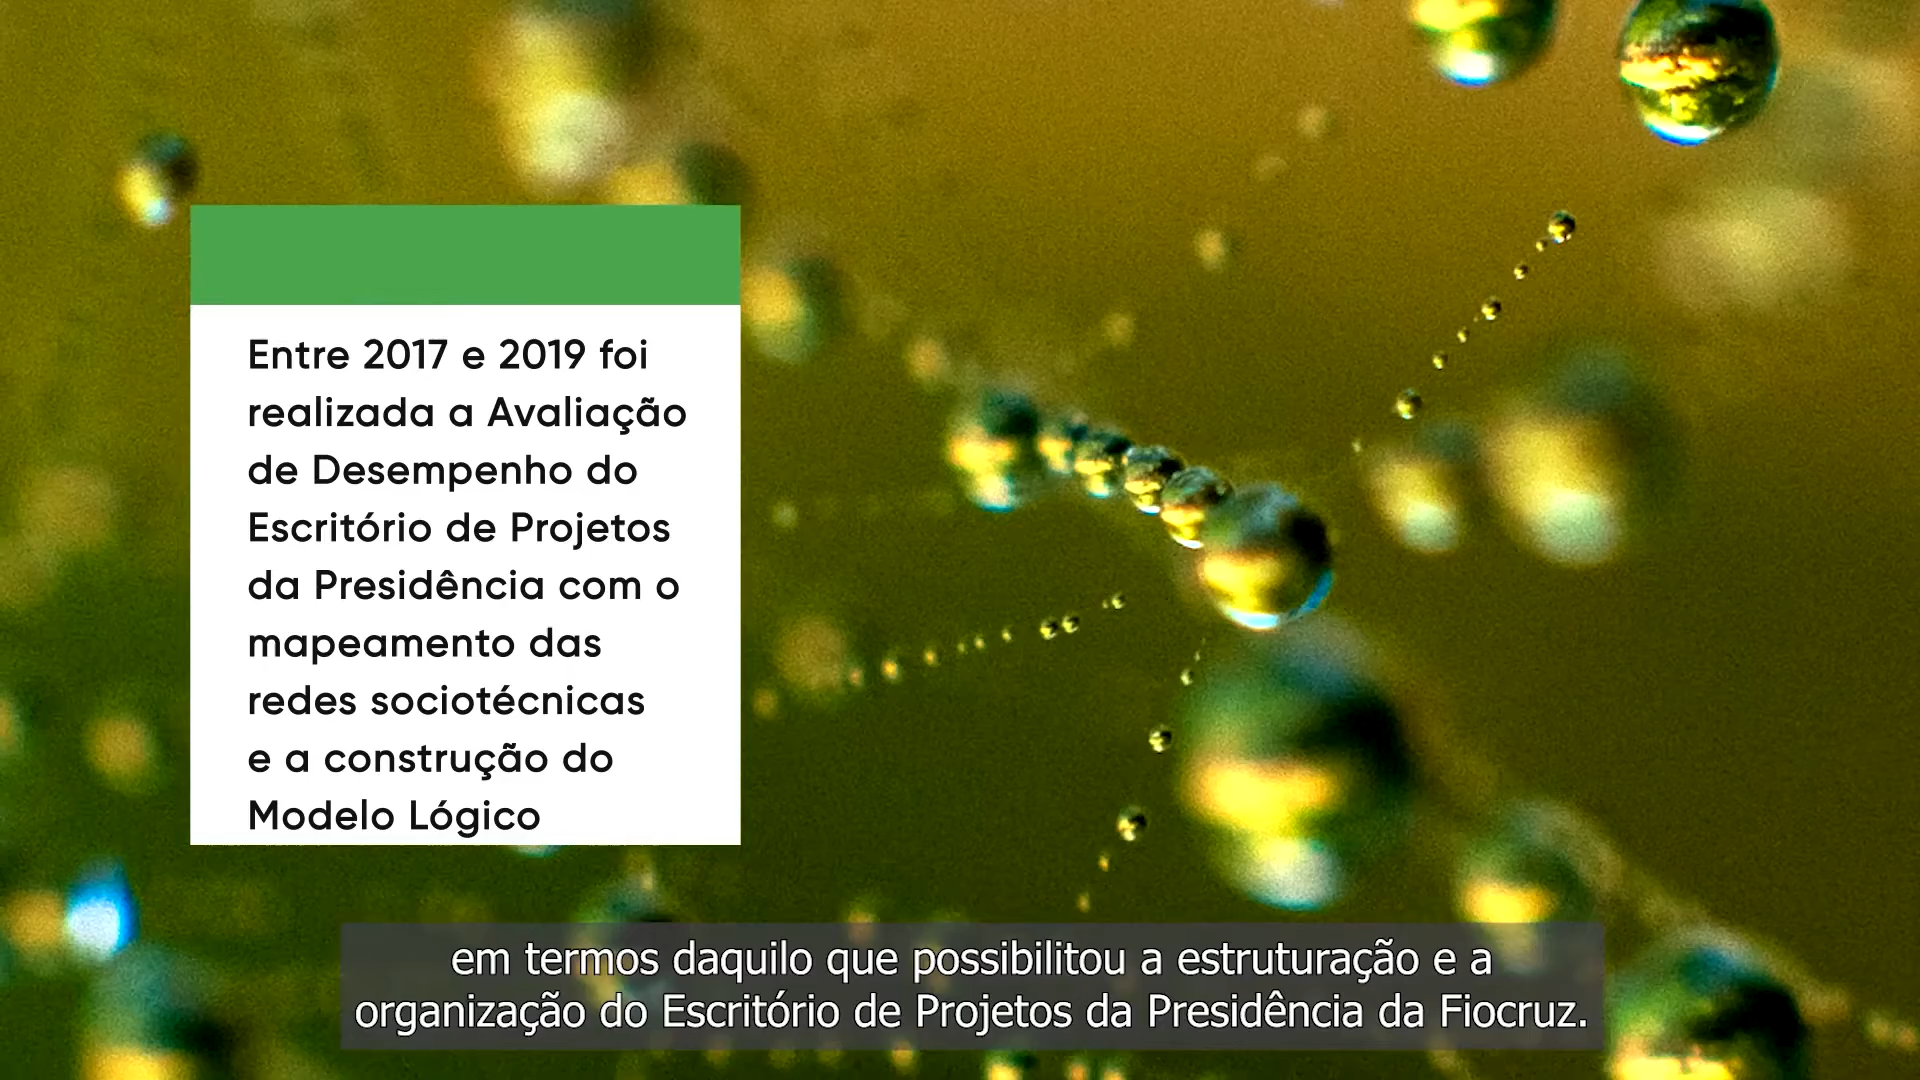 Entre 2017 e 2019 foi
realizada a Avaliação
de Desempenho do
Escritório de Projetos
da Presidência com o
mapeamento das
redes sociotécnicas
e a construção do
Modelo Lógico
em termos daquilo que possibilitou a estruturação e a
organização do Escritório de Projetos da Presidência da Fiocruz.